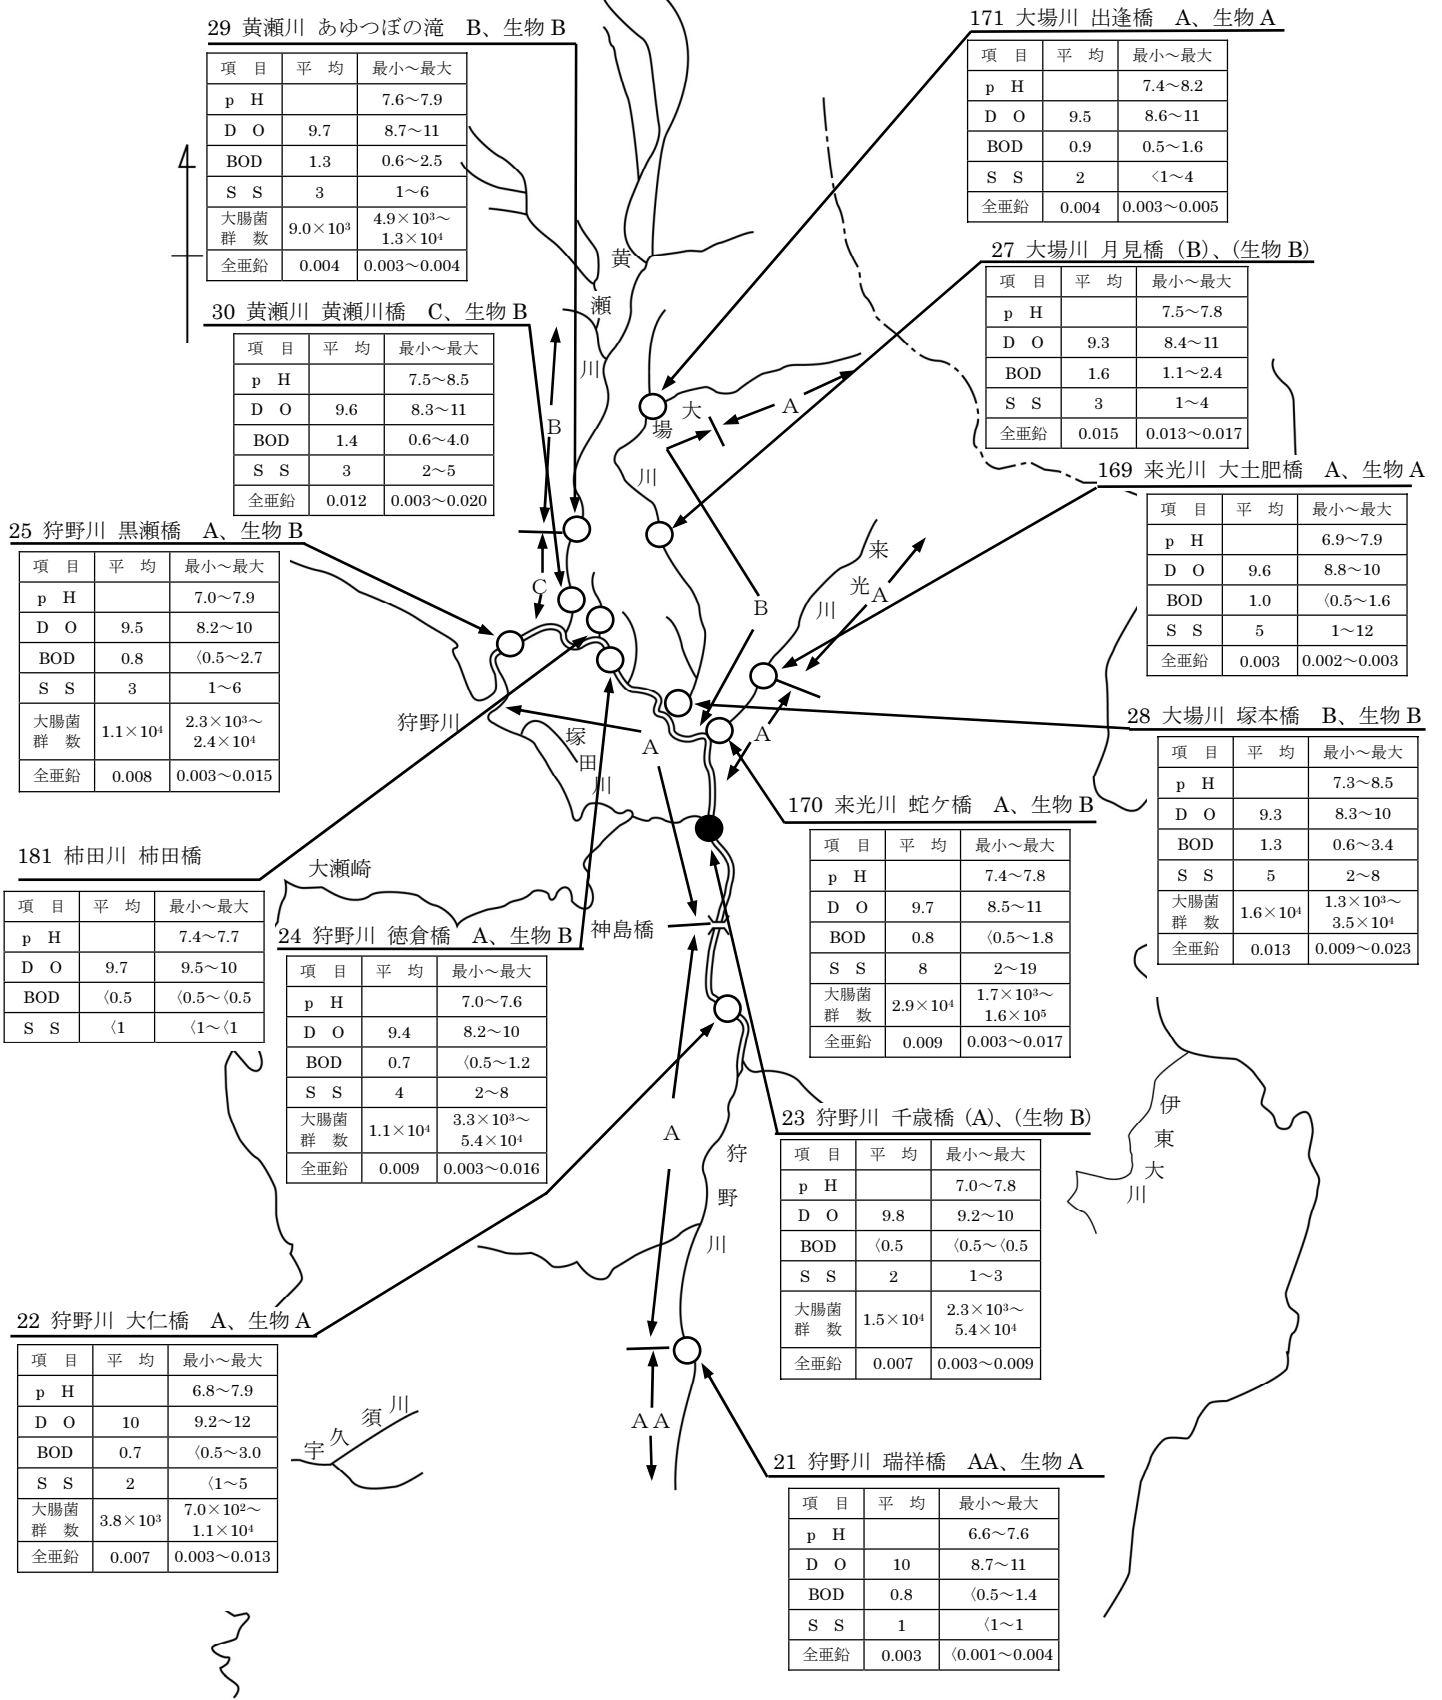 29 黄瀬川 あゆつぼの滝 B、生物 B
項 目 平 均 最小～最大
p H 7.6～7.9
D O 9.7 8.7～11
BOD 1.3 0.6～2.5
S S 3 1～6
大腸菌群 数 9.0×10³ 4.9×10³～1.3×10⁴
全亜鉛 0.004 0.003～0.004
171 大場川 出逢橋 A、生物 A
項 目 平 均 最小～最大
p H 7.4～8.2
D O 9.5 8.6～11
BOD 0.9 0.5～1.6
S S 2 <1～4
全亜鉛 0.004 0.003～0.005
27 大場川 月見橋 (B)、(生物 B)
項 目 平 均 最小～最大
p H 7.5～7.8
D O 9.3 8.4～11
BOD 1.6 1.1～2.4
S S 3 1～4
全亜鉛 0.015 0.013～0.017
30 黄瀬川 黄瀬川橋 C、生物 B
項 目 平 均 最小～最大
p H 7.5～8.5
D O 9.6 8.3～11
BOD 1.4 0.6～4.0
S S 3 2～5
全亜鉛 0.012 0.003～0.020
黄瀬川
大場川
A
B
169 来光川 大土肥橋 A、生物 A
項 目 平 均 最小～最大
p H 6.9～7.9
D O 9.6 8.8～10
BOD 1.0 〈0.5～1.6
S S 5 1～12
全亜鉛 0.003 0.002～0.003
25 狩野川 黒瀬橋 A、生物 B
項 目 平 均 最小～最大
p H 7.0～7.9
D O 9.5 8.2～10
BOD 0.8 〈0.5～2.7
S S 3 1～6
大腸菌群 数 1.1×10⁴ 2.3×10³～2.4×10⁴
全亜鉛 0.008 0.003～0.015
来光川
A
C
B
狩野川
塚田川
A
A
28 大場川 塚本橋 B、生物 B
項 目 平 均 最小～最大
p H 7.3～8.5
D O 9.3 8.3～10
BOD 1.3 0.6～3.4
S S 5 2～8
大腸菌群 数 1.6×10⁴ 1.3×10³～3.5×10⁴
全亜鉛 0.013 0.009～0.023
170 来光川 蛇ケ橋 A、生物 B
項 目 平 均 最小～最大
p H 7.4～7.8
D O 9.7 8.5～11
BOD 0.8 〈0.5～1.8
S S 8 2～19
大腸菌群 数 2.9×10⁴ 1.7×10³～1.6×10⁵
全亜鉛 0.009 0.003～0.017
181 柿田川 柿田橋
項 目 平 均 最小～最大
p H 7.4～7.7
D O 9.7 9.5～10
BOD 〈0.5 〈0.5～〈0.5
S S 〈1 〈1～〈1
大瀬崎
神島橋
24 狩野川 徳倉橋 A、生物 B
項 目 平 均 最小～最大
p H 7.0～7.6
D O 9.4 8.2～10
BOD 0.7 〈0.5～1.2
S S 4 2～8
大腸菌群 数 1.1×10⁴ 3.3×10³～5.4×10⁴
全亜鉛 0.009 0.003～0.016
23 狩野川 千歳橋 (A)、(生物 B)
項 目 平 均 最小～最大
p H 7.0～7.8
D O 9.8 9.2～10
BOD 〈0.5 〈0.5～〈0.5
S S 2 1～3
大腸菌群 数 1.5×10⁴ 2.3×10³～5.4×10⁴
全亜鉛 0.007 0.003～0.009
伊東大川
A
狩野川
22 狩野川 大仁橋 A、生物 A
項 目 平 均 最小～最大
p H 6.8～7.9
D O 10 9.2～12
BOD 0.7 〈0.5～3.0
S S 2 〈1～5
大腸菌群 数 3.8×10³ 7.0×10²～1.1×10⁴
全亜鉛 0.007 0.003～0.013
宇久須川
A A
21 狩野川 瑞祥橋 AA、生物 A
項 目 平 均 最小～最大
p H 6.6～7.6
D O 10 8.7～11
BOD 0.8 〈0.5～1.4
S S 1 〈1～1
全亜鉛 0.003 〈0.001～0.004